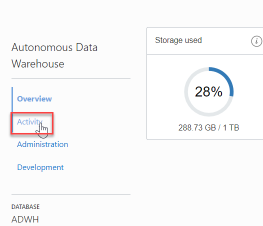 Autonomous Data
Warehouse
Overview
Activity
Administration
Development
DATABASE
ADWH
Storage used
28%
288.73 GB / 1 TB